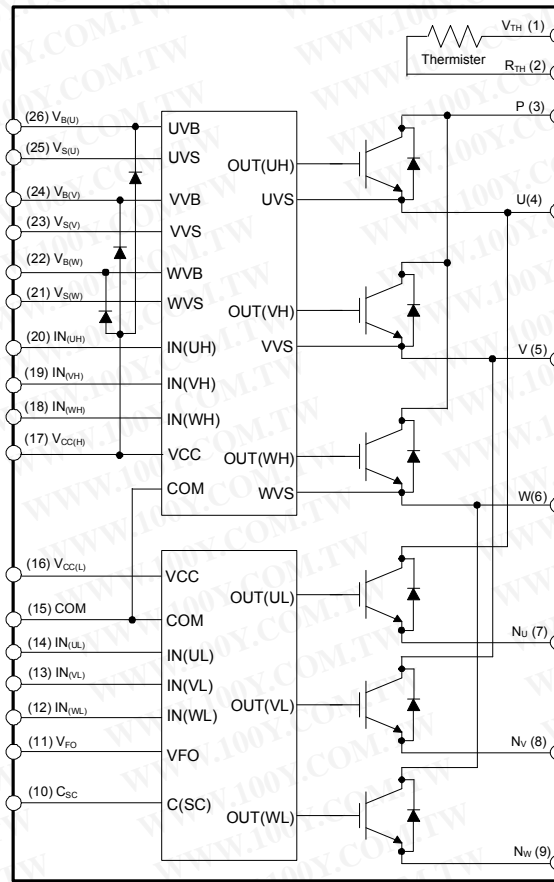 VTH (1)
Thermister
RTH (2)
P (3)
U(4)
V (5)
W(6)
NU (7)
NV (8)
NW (9)
(26) VB(U)
(25) VS(U)
(24) VB(V)
(23) VS(V)
(22) VB(W)
(21) VS(W)
(20) IN(UH)
(19) IN(VH)
(18) IN(WH)
(17) VCC(H)
(16) VCC(L)
(15) COM
(14) IN(UL)
(13) IN(VL)
(12) IN(WL)
(11) VFO
(10) CSC
UVB
UVS
VVB
VVS
WVB
WVS
IN(UH)
IN(VH)
IN(WH)
VCC
COM
OUT(UH)
UVS
OUT(VH)
VVS
OUT(WH)
WVS
VCC
COM
IN(UL)
IN(VL)
IN(WL)
VFO
C(SC)
OUT(UL)
OUT(VL)
OUT(WL)
WWW.100Y.COM.TW